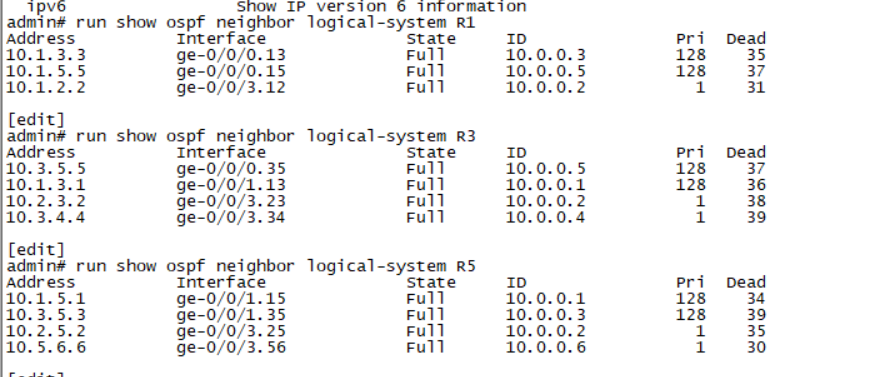 ipv6 Show IP version 6 information
admin# run show ospf neighbor logical-system R1
Address Interface State ID Pri Dead
10.1.3.3 ge-0/0/0.13 Full 10.0.0.3 128 35
10.1.5.5 ge-0/0/0.15 Full 10.0.0.5 128 37
10.1.2.2 ge-0/0/3.12 Full 10.0.0.2 1 31
[edit]
admin# run show ospf neighbor logical-system R3
Address Interface State ID Pri Dead
10.3.5.5 ge-0/0/0.35 Full 10.0.0.5 128 37
10.1.3.1 ge-0/0/1.13 Full 10.0.0.1 128 36
10.2.3.2 ge-0/0/3.23 Full 10.0.0.2 1 38
10.3.4.4 ge-0/0/3.34 Full 10.0.0.4 1 39
[edit]
admin# run show ospf neighbor logical-system R5
Address Interface State ID Pri Dead
10.1.5.1 ge-0/0/1.15 Full 10.0.0.1 128 34
10.3.5.3 ge-0/0/1.35 Full 10.0.0.3 128 39
10.2.5.2 ge-0/0/3.25 Full 10.0.0.2 1 35
10.5.6.6 ge-0/0/3.56 Full 10.0.0.6 1 30
[edit]